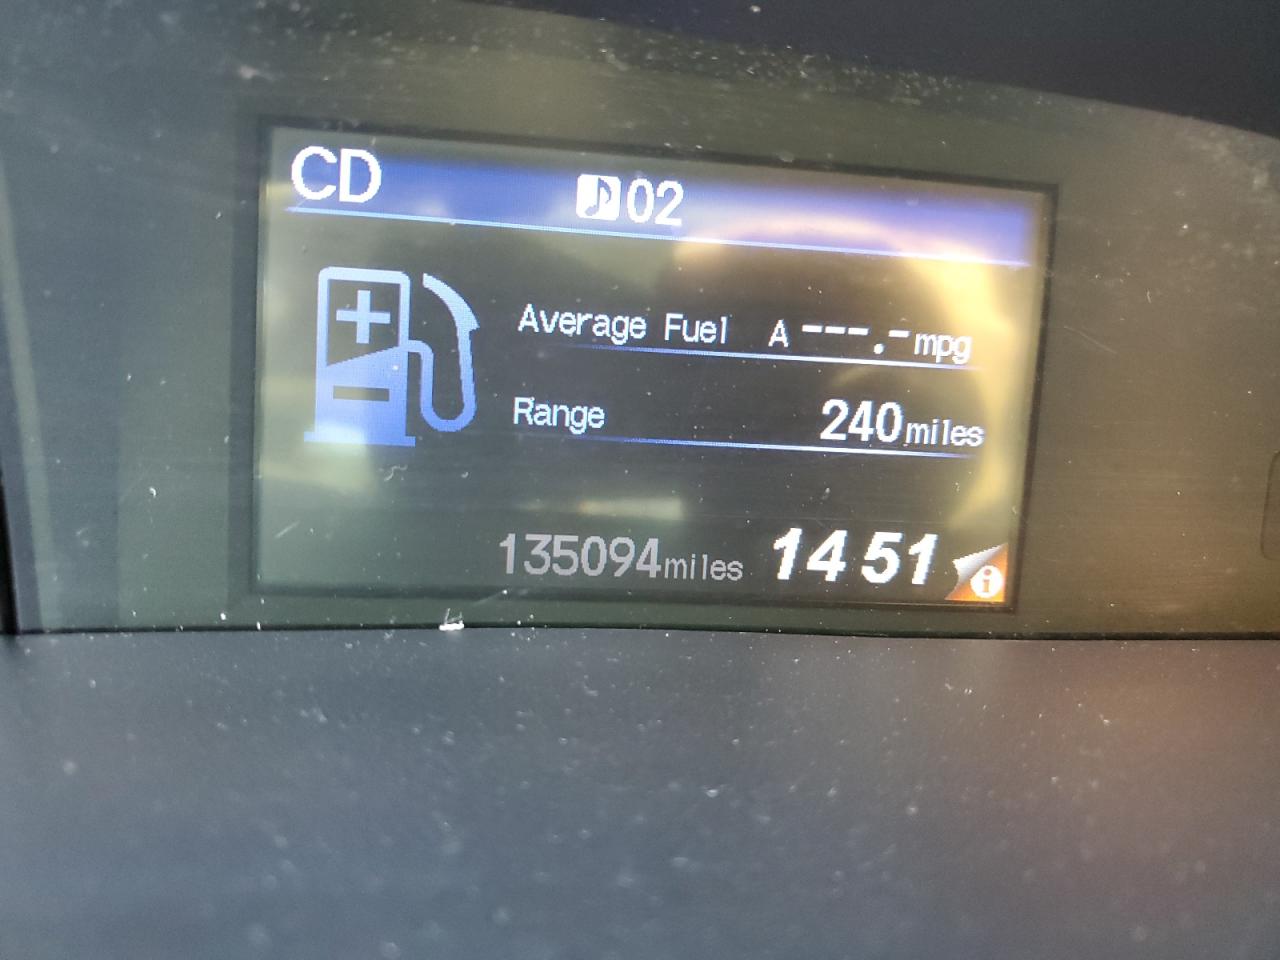 CD 02
Average Fuel A ---.- mpg
Range 240 miles
135094 miles 14 51
i